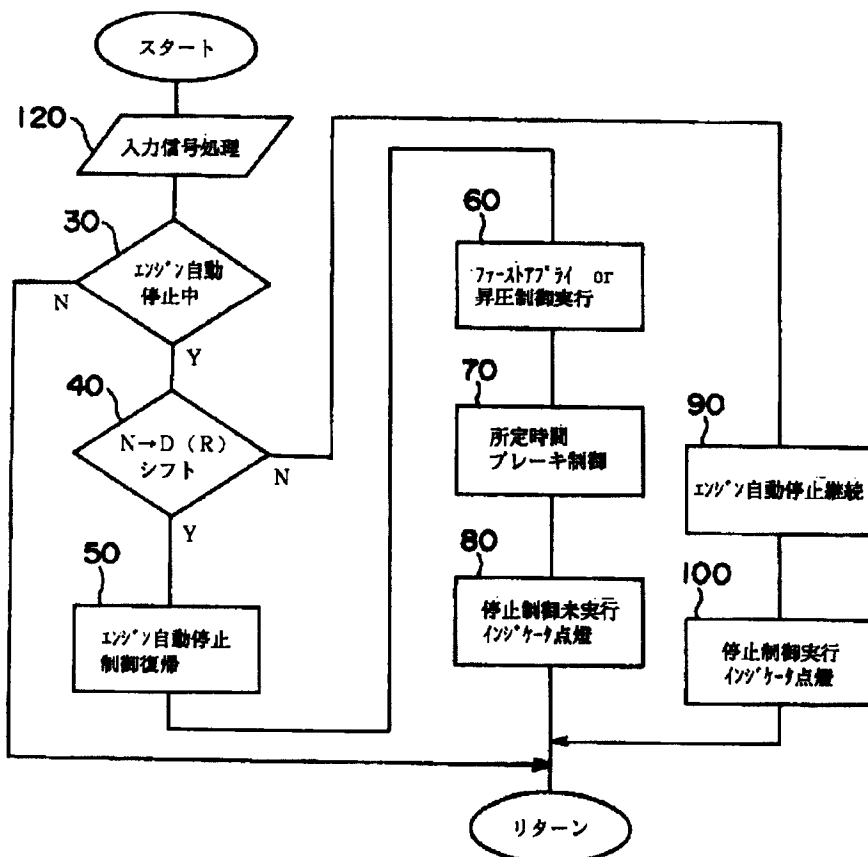 スタート
120
入力信号処理
30
エンジン自動
停止中
N
Y
40
N→D (R)
シフト
N
Y
50
エンジン自動停止
制御復帰
60
ファーストアプライ or
昇圧制御実行
70
所定時間
ブレーキ制御
80
停止制御未実行
インジケータ点燈
90
エンジン自動停止継続
100
停止制御実行
インジケータ点燈
リターン